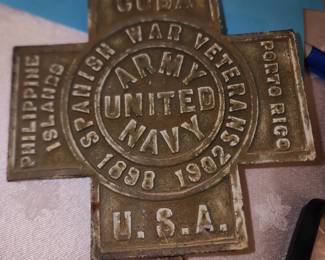 CUBA
PHILIPPINE
ISLANDS
SPANISH WAR VETERANS
1898 1902
ARMY
UNITED
NAVY
PORTO RICO
U.S.A.